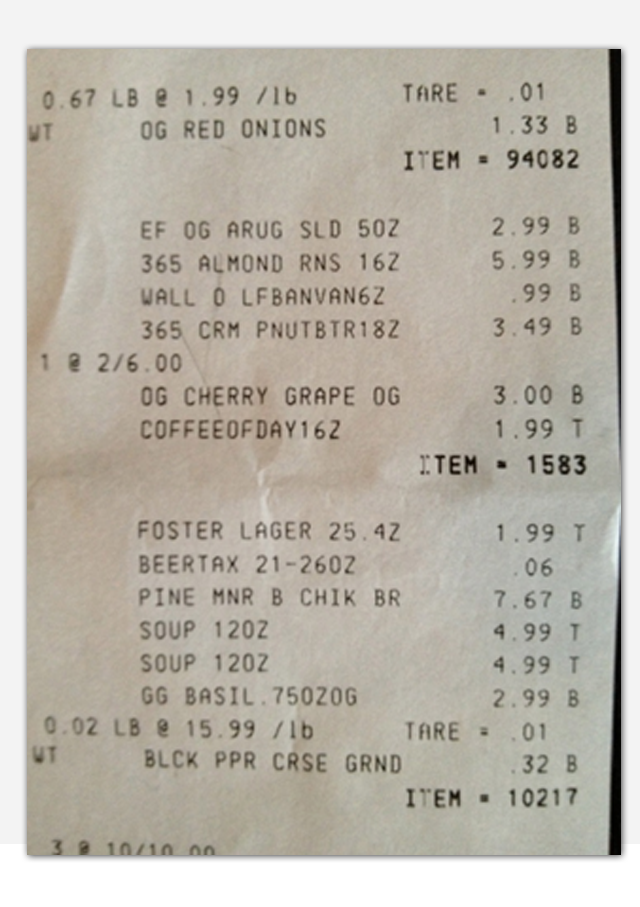 0.67 LB @ 1.99 /lb TARE = .01
WT OG RED ONIONS 1.33 B
ITEM = 94082
EF OG ARUG SLD 5OZ 2.99 B
365 ALMOND RNS 16Z 5.99 B
WALL O LFBANVAN6Z .99 B
365 CRM PNUTBTR18Z 3.49 B
1 @ 2/6.00
OG CHERRY GRAPE OG 3.00 B
COFFEEOFDAY16Z 1.99 T
ITEM = 1583
FOSTER LAGER 25.4Z 1.99 T
BEERTAX 21-26OZ .06
PINE MNR B CHIK BR 7.67 B
SOUP 12OZ 4.99 T
SOUP 12OZ 4.99 T
GG BASIL.75OZOG 2.99 B
0.02 LB @ 15.99 /lb TARE = .01
WT BLCK PPR CRSE GRND .32 B
ITEM = 10217
3 @ 10/10.00